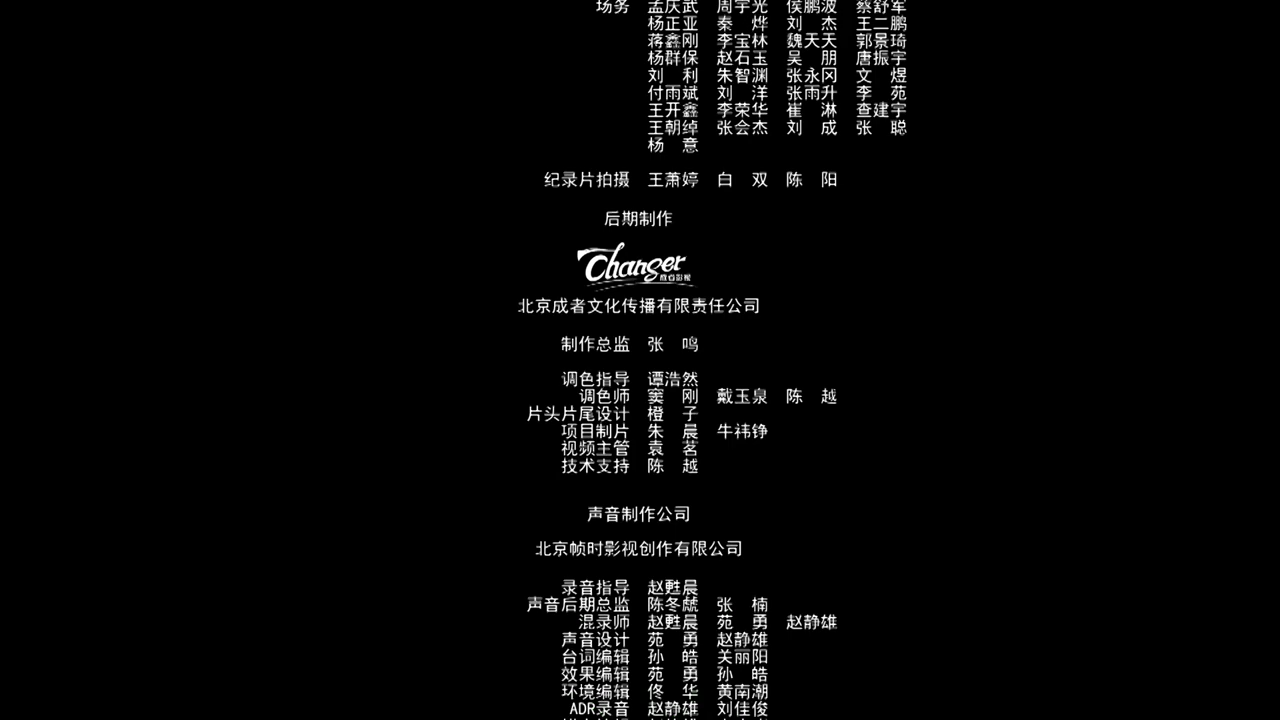 场务 孟庆武 周宇光 侯鹏波 蔡舒军
杨正亚 秦 烨 刘 杰 王二鹏
蒋鑫刚 李宝林 魏天天 郭景琦
杨群保 赵石玉 吴 朋 唐振宇
刘 利 朱智渊 张永冈 文 煜
付雨斌 刘 洋 张雨升 李 苑
王开鑫 李荣华 崔 淋 查建宇
王朝绰 张会杰 刘 成 张 聪
杨 意
纪录片拍摄 王萧婷 白 双 陈 阳
后期制作
Changer
成者影视
北京成者文化传播有限责任公司
制作总监 张 鸣
调色指导 谭浩然
调色师 窦 刚 戴玉泉 陈 越
片头片尾设计 橙 子
项目制片 朱 晨 牛祎铮
视频主管 袁 茗
技术支持 陈 越
声音制作公司
北京帧时影视创作有限公司
录音指导 赵甦晨
声音后期总监 陈冬虣 张 楠
混录师 赵甦晨 苑 勇 赵静雄
声音设计 苑 勇 赵静雄
台词编辑 孙 皓 关丽阳
效果编辑 苑 勇 孙 皓
环境编辑 佟 华 黄南潮
ADR录音 赵静雄 刘佳俊